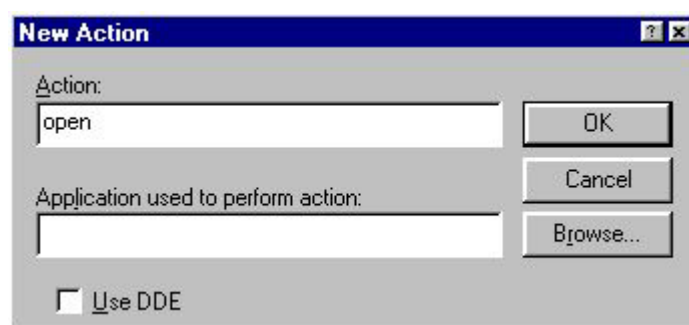 New Action
Action:
open
OK
Cancel
Application used to perform action:
Browse...
Use DDE